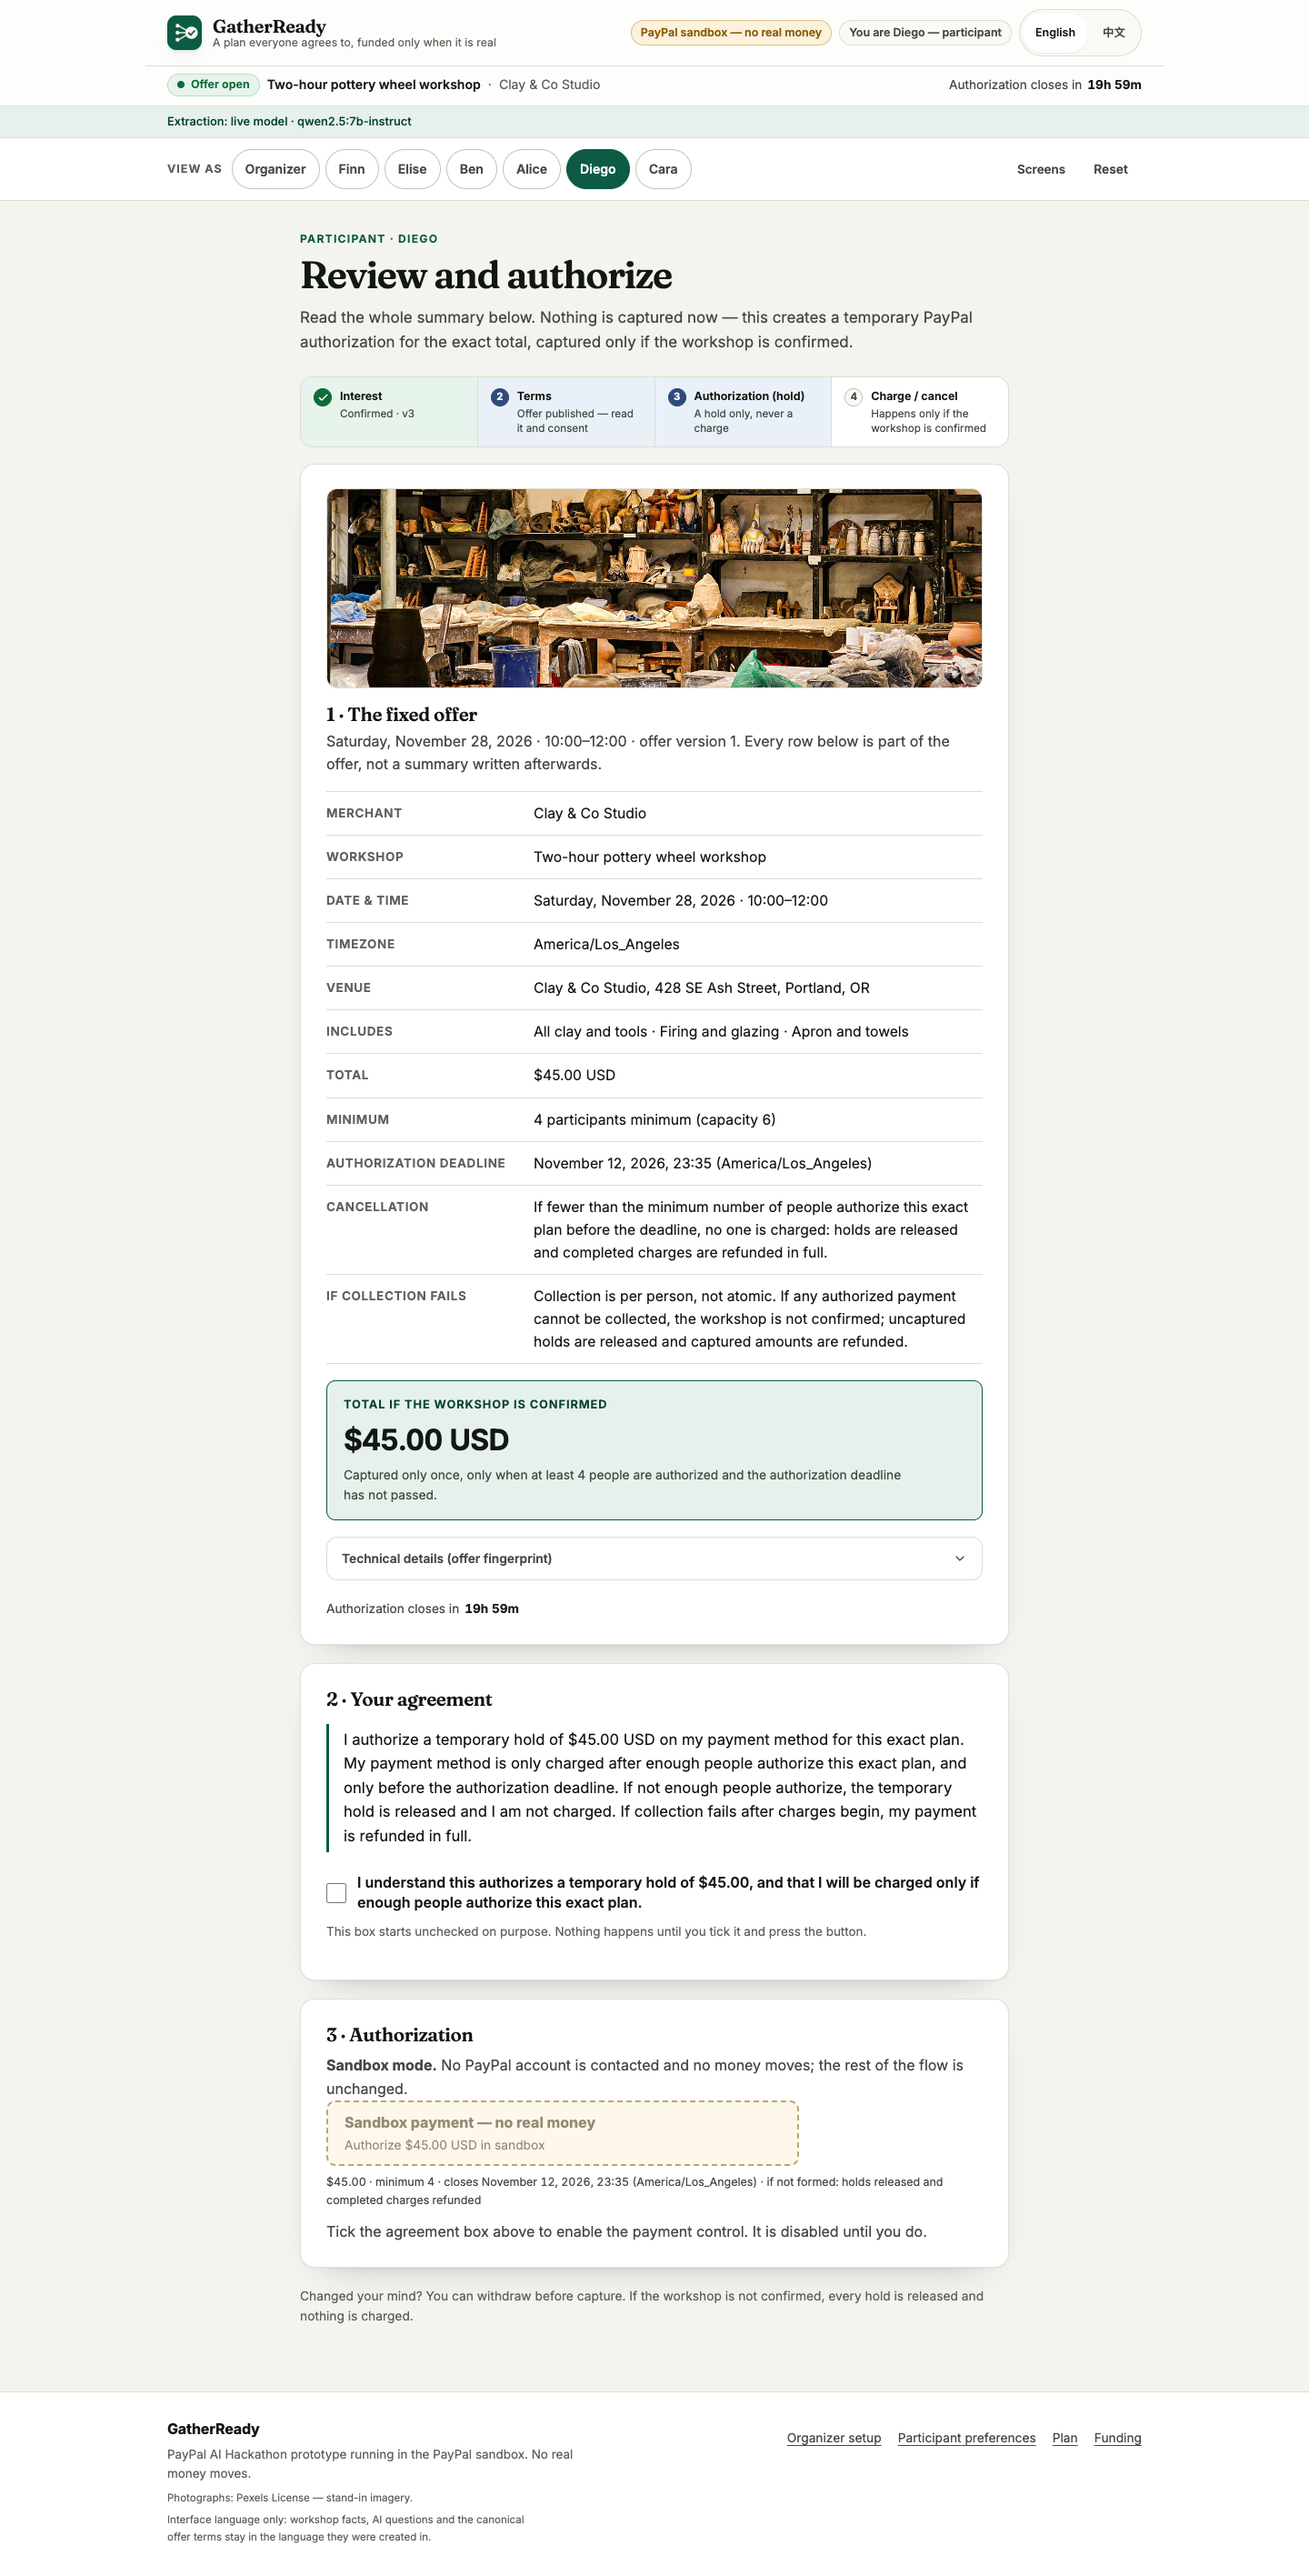 GatherReady
A plan everyone agrees to, funded only when it is real
PayPal sandbox — no real money
You are Diego — participant
English
中文
Offer open
Two-hour pottery wheel workshop · Clay & Co Studio
Authorization closes in 19h 59m
Extraction: live model · qwen2.5:7b-instruct
VIEW AS
Organizer
Finn
Elise
Ben
Alice
Diego
Cara
Screens
Reset
PARTICIPANT · DIEGO
Review and authorize
Read the whole summary below. Nothing is captured now — this creates a temporary PayPal
authorization for the exact total, captured only if the workshop is confirmed.
Interest
Confirmed · v3
2
Terms
Offer published — read
it and consent
3
Authorization (hold)
A hold only, never a
charge
4
Charge / cancel
Happens only if the
workshop is confirmed
1 · The fixed offer
Saturday, November 28, 2026 · 10:00–12:00 · offer version 1. Every row below is part of the
offer, not a summary written afterwards.
MERCHANT
Clay & Co Studio
WORKSHOP
Two-hour pottery wheel workshop
DATE & TIME
Saturday, November 28, 2026 · 10:00–12:00
TIMEZONE
America/Los_Angeles
VENUE
Clay & Co Studio, 428 SE Ash Street, Portland, OR
INCLUDES
All clay and tools · Firing and glazing · Apron and towels
TOTAL
$45.00 USD
MINIMUM
4 participants minimum (capacity 6)
AUTHORIZATION DEADLINE
November 12, 2026, 23:35 (America/Los_Angeles)
CANCELLATION
If fewer than the minimum number of people authorize this exact
plan before the deadline, no one is charged: holds are released
and completed charges are refunded in full.
IF COLLECTION FAILS
Collection is per person, not atomic. If any authorized payment
cannot be collected, the workshop is not confirmed; uncaptured
holds are released and captured amounts are refunded.
TOTAL IF THE WORKSHOP IS CONFIRMED
$45.00 USD
Captured only once, only when at least 4 people are authorized and the authorization deadline
has not passed.
Technical details (offer fingerprint)
Authorization closes in 19h 59m
2 · Your agreement
I authorize a temporary hold of $45.00 USD on my payment method for this exact plan.
My payment method is only charged after enough people authorize this exact plan, and
only before the authorization deadline. If not enough people authorize, the temporary
hold is released and I am not charged. If collection fails after charges begin, my payment
is refunded in full.
I understand this authorizes a temporary hold of $45.00, and that I will be charged only if
enough people authorize this exact plan.
This box starts unchecked on purpose. Nothing happens until you tick it and press the button.
3 · Authorization
Sandbox mode. No PayPal account is contacted and no money moves; the rest of the flow is
unchanged.
Sandbox payment — no real money
Authorize $45.00 USD in sandbox
$45.00 · minimum 4 · closes November 12, 2026, 23:35 (America/Los_Angeles) · if not formed: holds released and
completed charges refunded
Tick the agreement box above to enable the payment control. It is disabled until you do.
Changed your mind? You can withdraw before capture. If the workshop is not confirmed, every hold is released and
nothing is charged.
GatherReady
PayPal AI Hackathon prototype running in the PayPal sandbox. No real
money moves.
Photographs: Pexels License — stand-in imagery.
Interface language only: workshop facts, AI questions and the canonical
offer terms stay in the language they were created in.
Organizer setup
Participant preferences
Plan
Funding